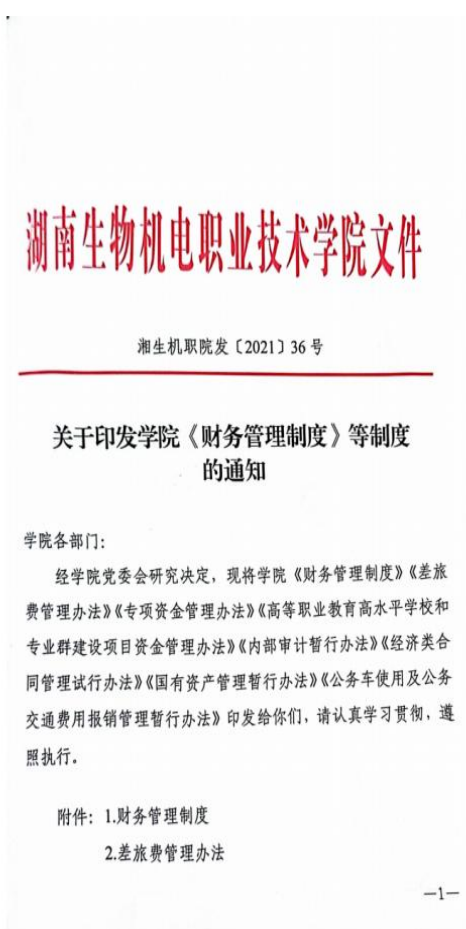 湖南生物机电职业技术学院文件
湘生机职院发〔2021〕36号
关于印发学院《财务管理制度》等制度
的通知
学院各部门：
经学院党委会研究决定，现将学院《财务管理制度》《差旅
费管理办法》《专项资金管理办法》《高等职业教育高水平学校和
专业群建设项目资金管理办法》《内部审计暂行办法》《经济类合
同管理试行办法》《国有资产管理暂行办法》《公务车使用及公务
交通费用报销管理暂行办法》印发给你们，请认真学习贯彻，遵
照执行。
附件：1.财务管理制度
2.差旅费管理办法
—1—